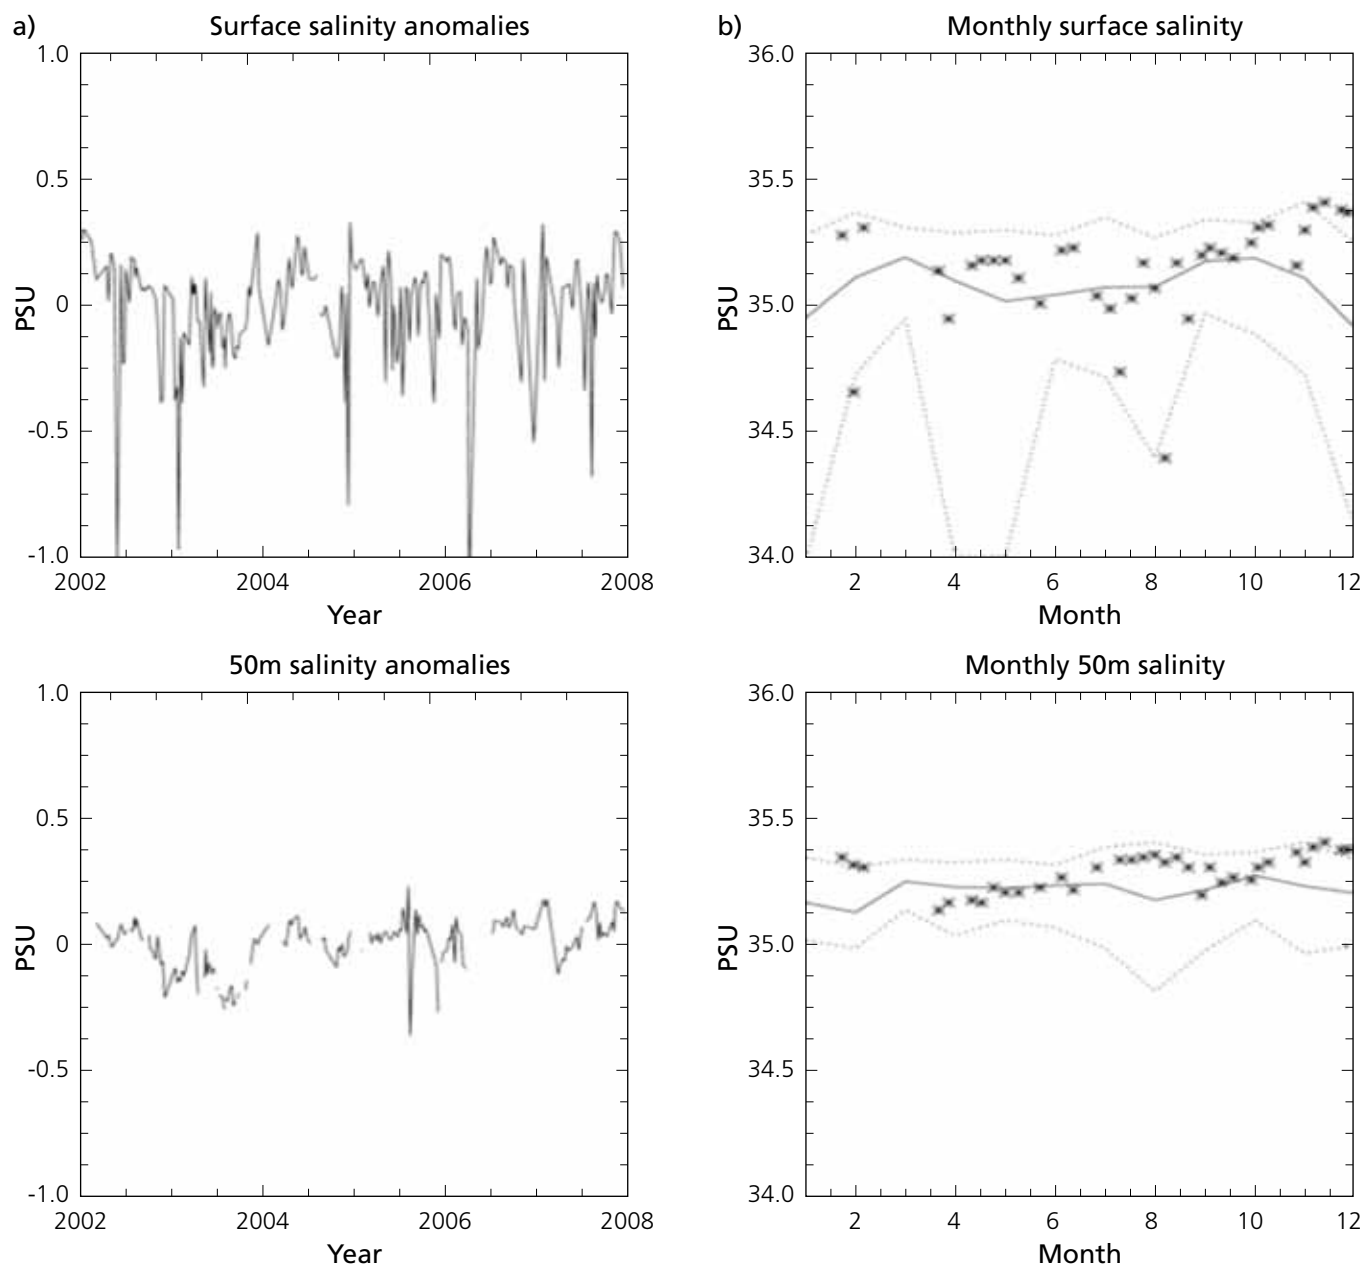 a)
Surface salinity anomalies
1.0
0.5
0
-0.5
-1.0
PSU
2002 2004 2006 2008
Year
b)
Monthly surface salinity
36.0
35.5
35.0
34.5
34.0
PSU
2 4 6 8 10 12
Month
50m salinity anomalies
1.0
0.5
0
-0.5
-1.0
PSU
2002 2004 2006 2008
Year
Monthly 50m salinity
36.0
35.5
35.0
34.5
34.0
PSU
2 4 6 8 10 12
Month